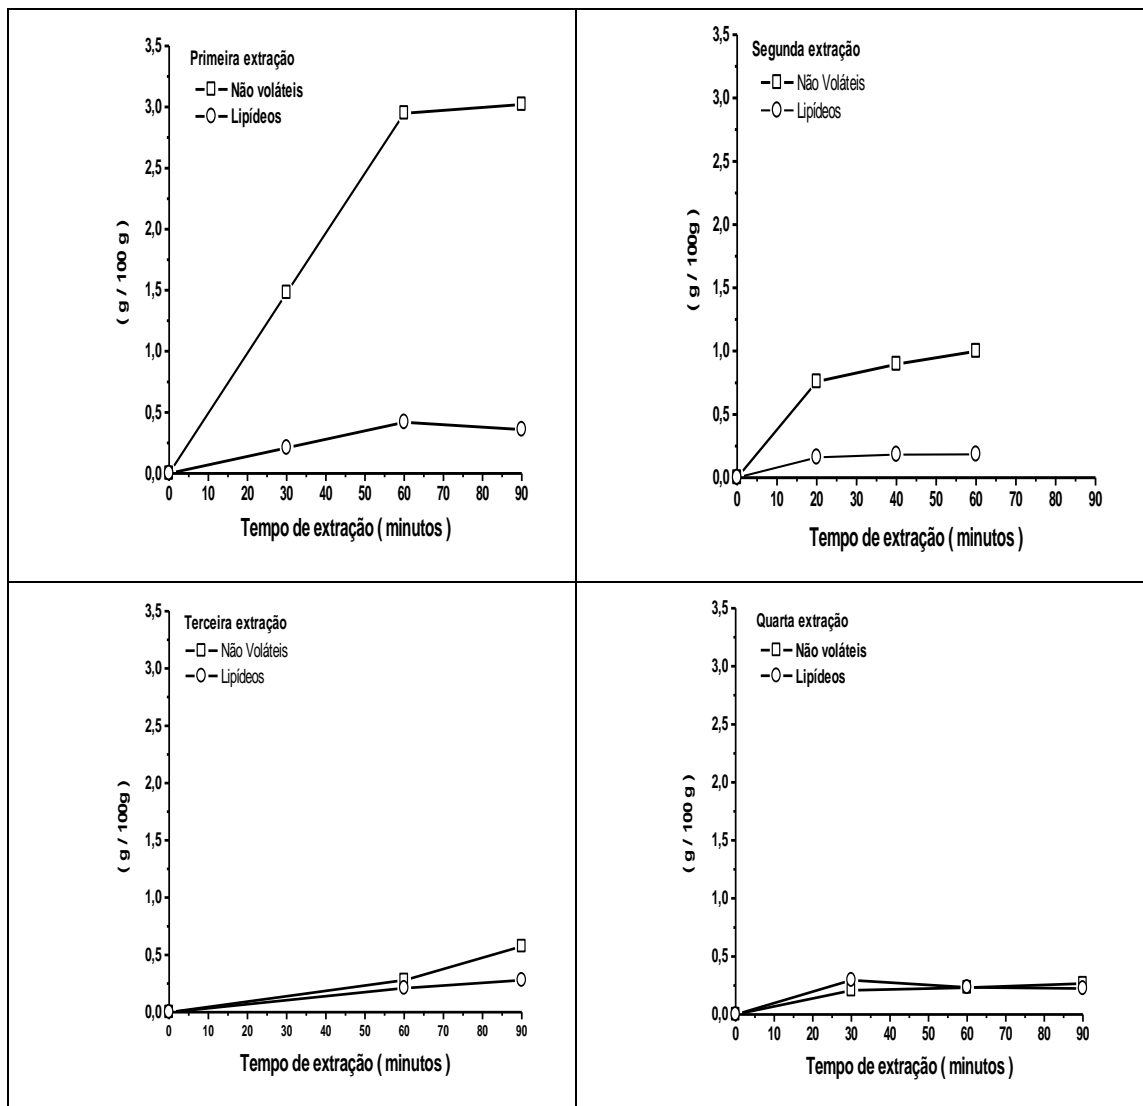 Primeira extração
Não voláteis
Lipídeos
3,5
3,0
2,5
2,0
1,5
1,0
0,5
0,0
( g / 100 g )
0 10 20 30 40 50 60 70 80 90
Tempo de extração ( minutos )
Segunda extração
Não Voláteis
Lipídeos
3,5
3,0
2,5
2,0
1,5
1,0
0,5
0,0
( g / 100g )
0 10 20 30 40 50 60 70 80 90
Tempo de extração ( minutos )
Terceira extração
Não Voláteis
Lipídeos
3,5
3,0
2,5
2,0
1,5
1,0
0,5
0,0
( g / 100g )
0 10 20 30 40 50 60 70 80 90
Tempo de extração ( minutos )
Quarta extração
Não voláteis
Lipídeos
3,5
3,0
2,5
2,0
1,5
1,0
0,5
0,0
( g / 100 g )
0 10 20 30 40 50 60 70 80 90
Tempo de extração ( minutos )